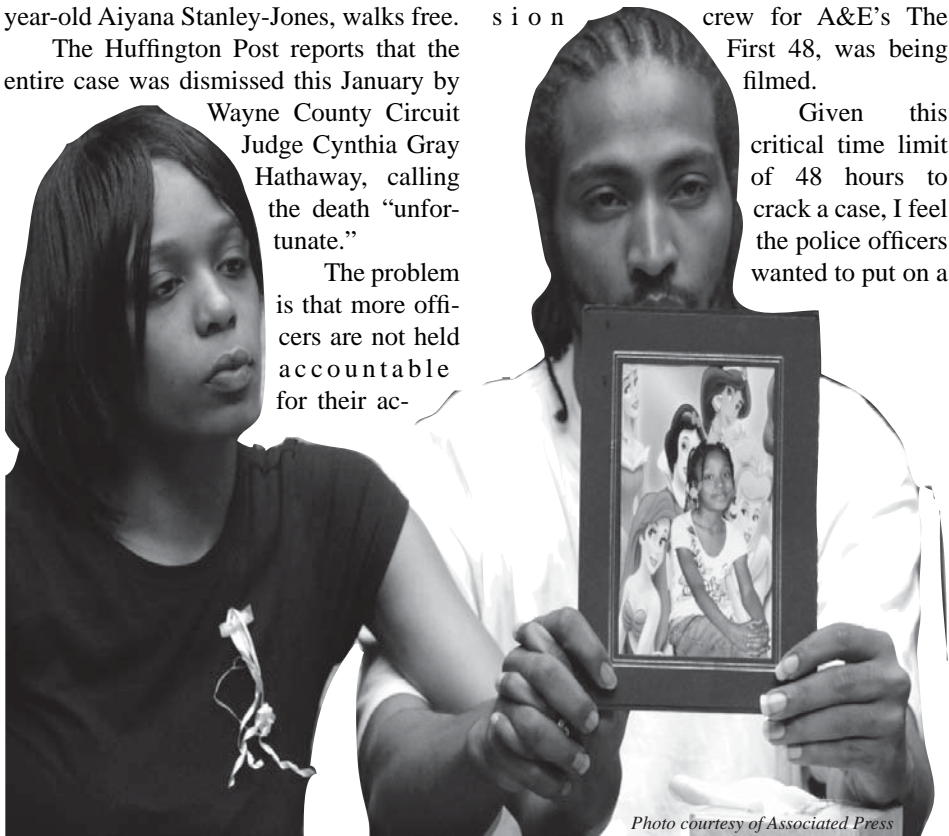 year-old Aiyana Stanley-Jones, walks free.
The Huffington Post reports that the
entire case was dismissed this January by
Wayne County Circuit
Judge Cynthia Gray
Hathaway, calling
the death “unfor-
tunate.”
The problem
is that more offi-
cers are not held
accountable
for their ac-
sion crew for A&E's The
First 48, was being
filmed.
Given this
critical time limit
of 48 hours to
crack a case, I feel
the police officers
wanted to put on a
Photo courtesy of Associated Press